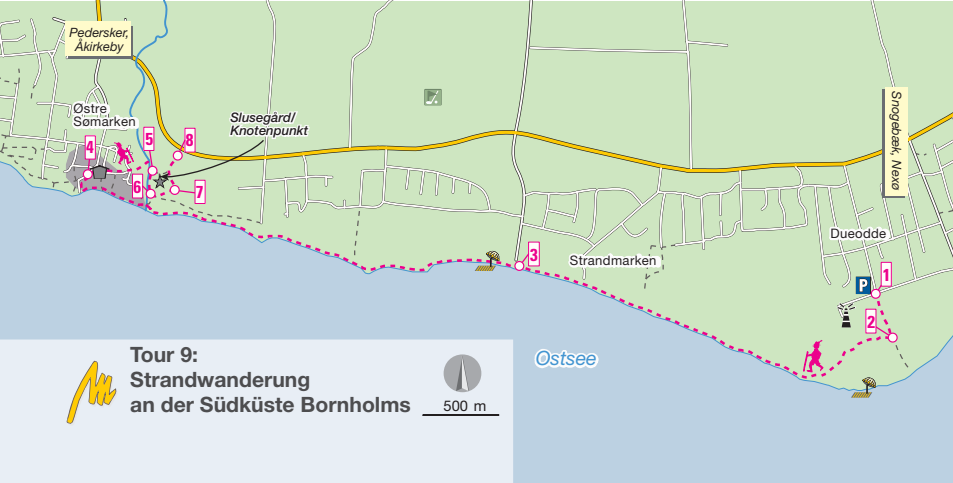 Pedersker,
Åkirkeby
Østre
Sømarken
Slusegård/
Knotenpunkt
4
5
8
6
7
Snogebæk, Nexø
Dueodde
3
Strandmarken
P
1
2
Ostsee
Tour 9:
Strandwanderung
an der Südküste Bornholms
500 m